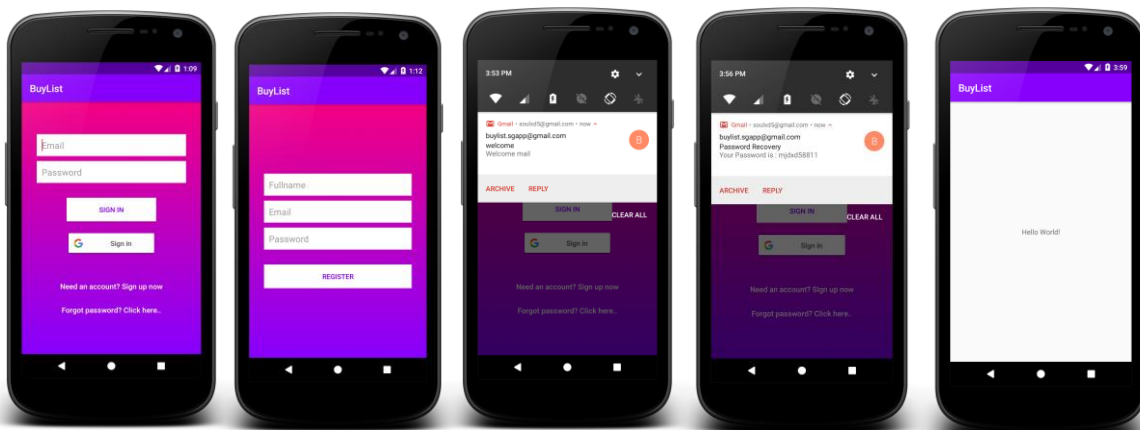 1:09
BuyList
Email
Password
SIGN IN
G Sign in
Need an account? Sign up now
Forgot password? Click here..
1:12
BuyList
Fullname
Email
Password
REGISTER
3:53 PM
Gmail • soulxd5@gmail.com • now
buylist.sgapp@gmail.com
B
welcome
Welcome mail
ARCHIVE REPLY
SIGN IN
CLEAR ALL
G Sign in
Need an account? Sign up now
Forgot password? Click here..
3:56 PM
Gmail • soulxd5@gmail.com • now
buylist.sgapp@gmail.com
B
Password Recovery
Your Password is : mjdxd58811
ARCHIVE REPLY
SIGN IN
CLEAR ALL
G Sign in
Need an account? Sign up now
Forgot password? Click here..
3:59
BuyList
Hello World!